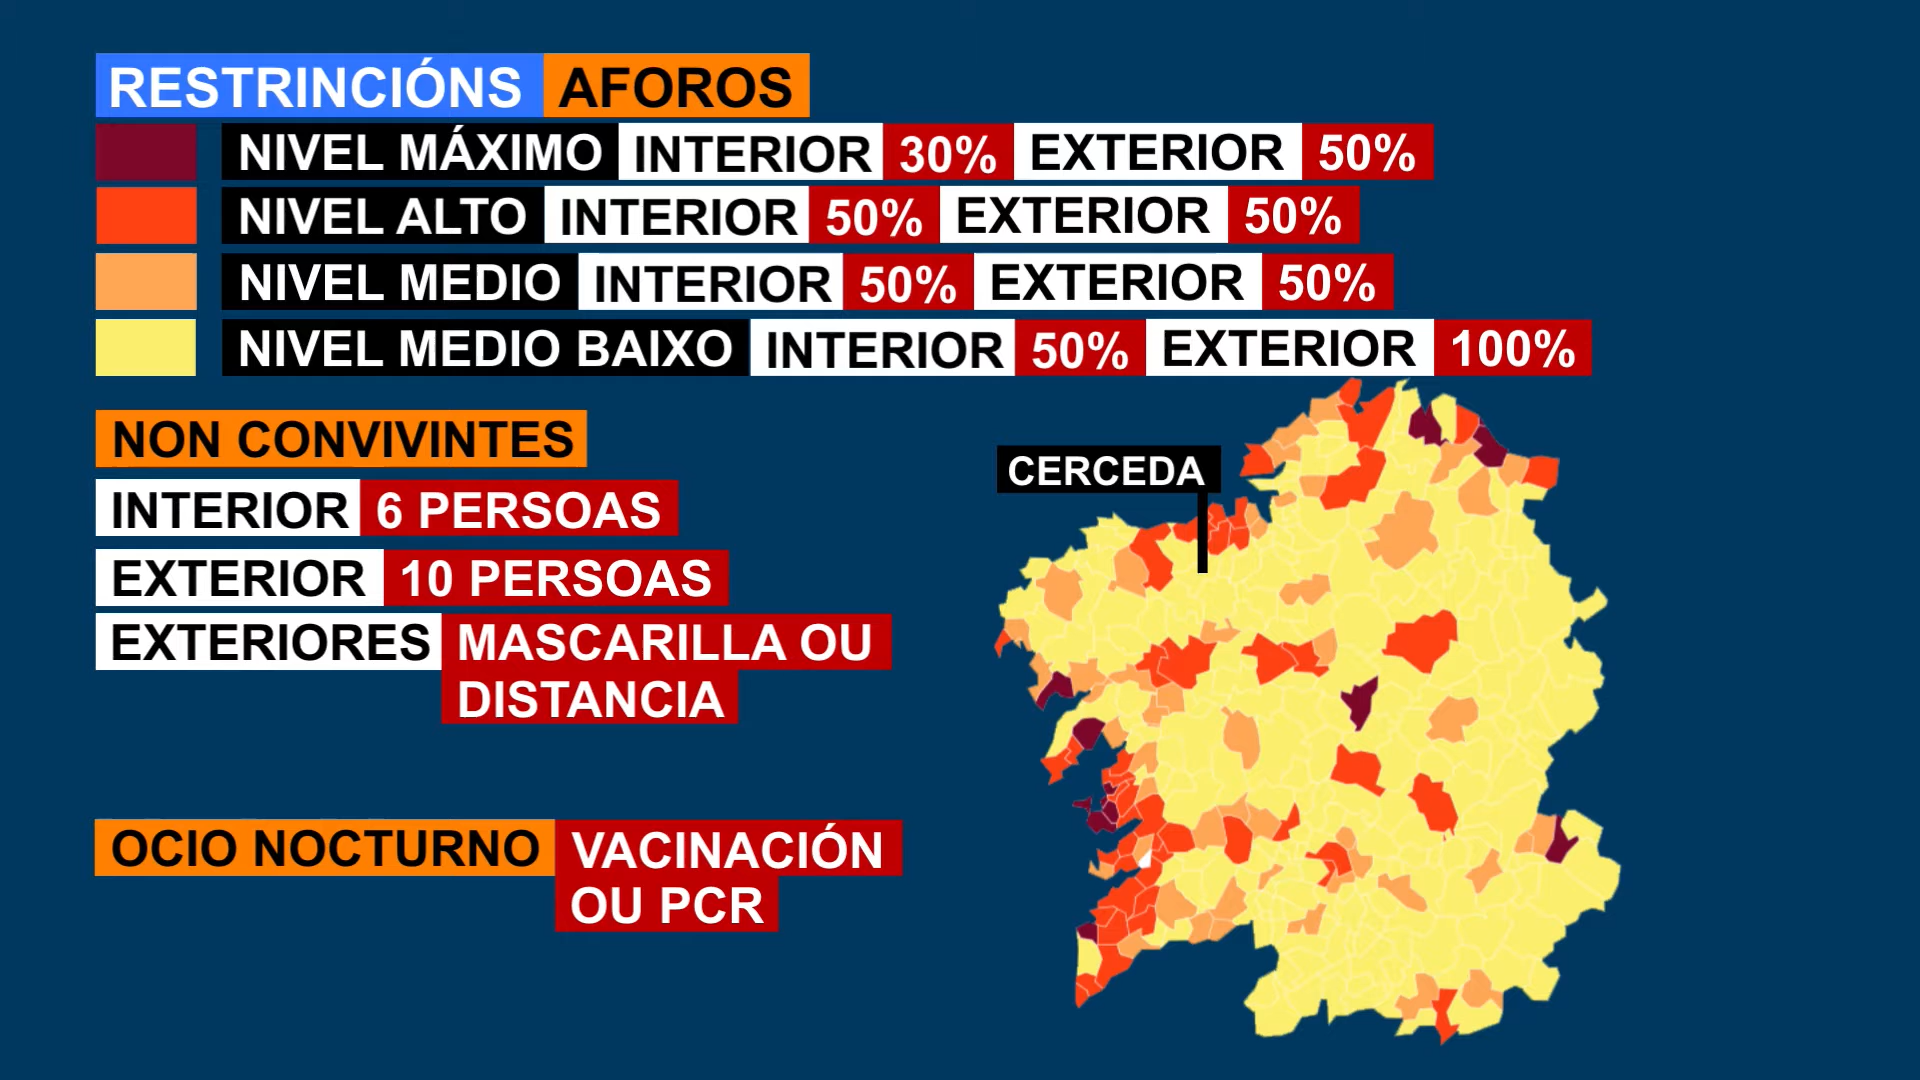 RESTRINCIÓNS AFOROS
NIVEL MÁXIMO INTERIOR 30% EXTERIOR 50%
NIVEL ALTO INTERIOR 50% EXTERIOR 50%
NIVEL MEDIO INTERIOR 50% EXTERIOR 50%
NIVEL MEDIO BAIXO INTERIOR 50% EXTERIOR 100%
NON CONVIVINTES
INTERIOR 6 PERSOAS
EXTERIOR 10 PERSOAS
EXTERIORES MASCARILLA OU
DISTANCIA
OCIO NOCTURNO VACINACIÓN
OU PCR
CERCEDA